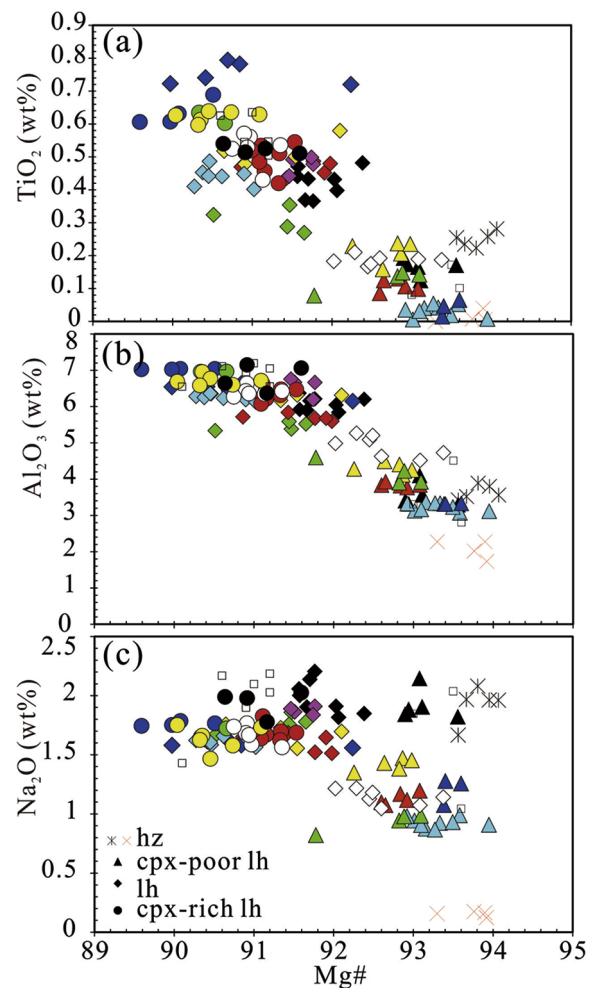 (a)
TiO₂ (wt%)
0.9
0.8
0.7
0.6
0.5
0.4
0.3
0.2
0.1
0
(b)
Al₂O₃ (wt%)
8
7
6
5
4
3
2
1
0
(c)
Na₂O (wt%)
2.5
2
1.5
1
0.5
0
hz
cpx-poor lh
lh
cpx-rich lh
89 90 91 92 93 94 95
Mg#